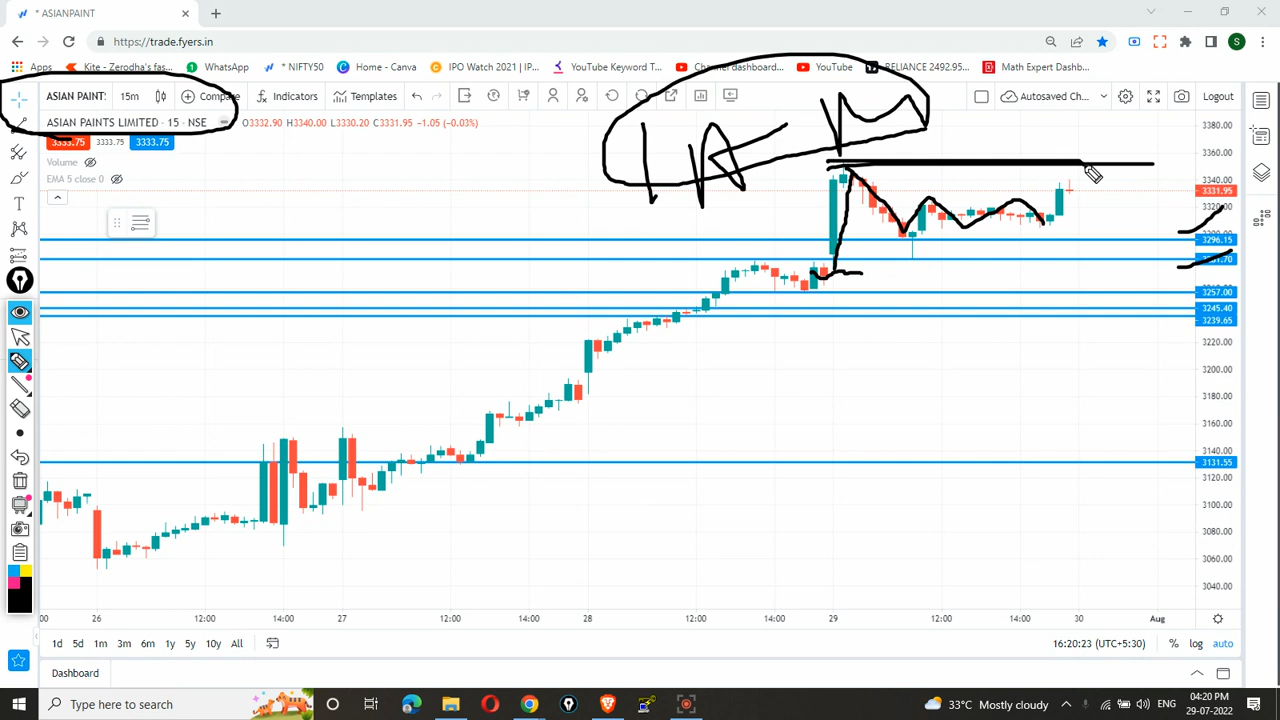 * ASIANPAINT
https://trade.fyers.in
Apps
Kite - Zerodha's fas...
WhatsApp
* NIFTY50
Home - Canva
IPO Watch 2021 | IP...
YouTube Keyword T...
Channel dashboard...
YouTube
RELIANCE 2492.95...
Math Expert Dashb...
ASIAN PAINTS 15m Compare Indicators Templates Autosaved Ch... Logout
ASIAN PAINTS LIMITED · 15 · NSE O3332.90 H3340.00 L3330.20 C3331.95 −1.05 (−0.03%)
3333.75 3333.75 3333.75
Volume
EMA 5 close 0
3380.00
3360.00
3340.00
3331.95
3320.00
3296.15
3257.00
3245.40
3239.65
3220.00
3200.00
3180.00
3160.00
3131.55
3100.00
3080.00
3060.00
3040.00
26 12:00 14:00 27 12:00 14:00 28 12:00 14:00 29 12:00 14:00 30 Aug
1d 5d 1m 3m 6m 1y 5y 10y All 16:20:23 (UTC+5:30) % log auto
Dashboard
Type here to search 33°C Mostly cloudy ENG 04:20 PM
29-07-2022